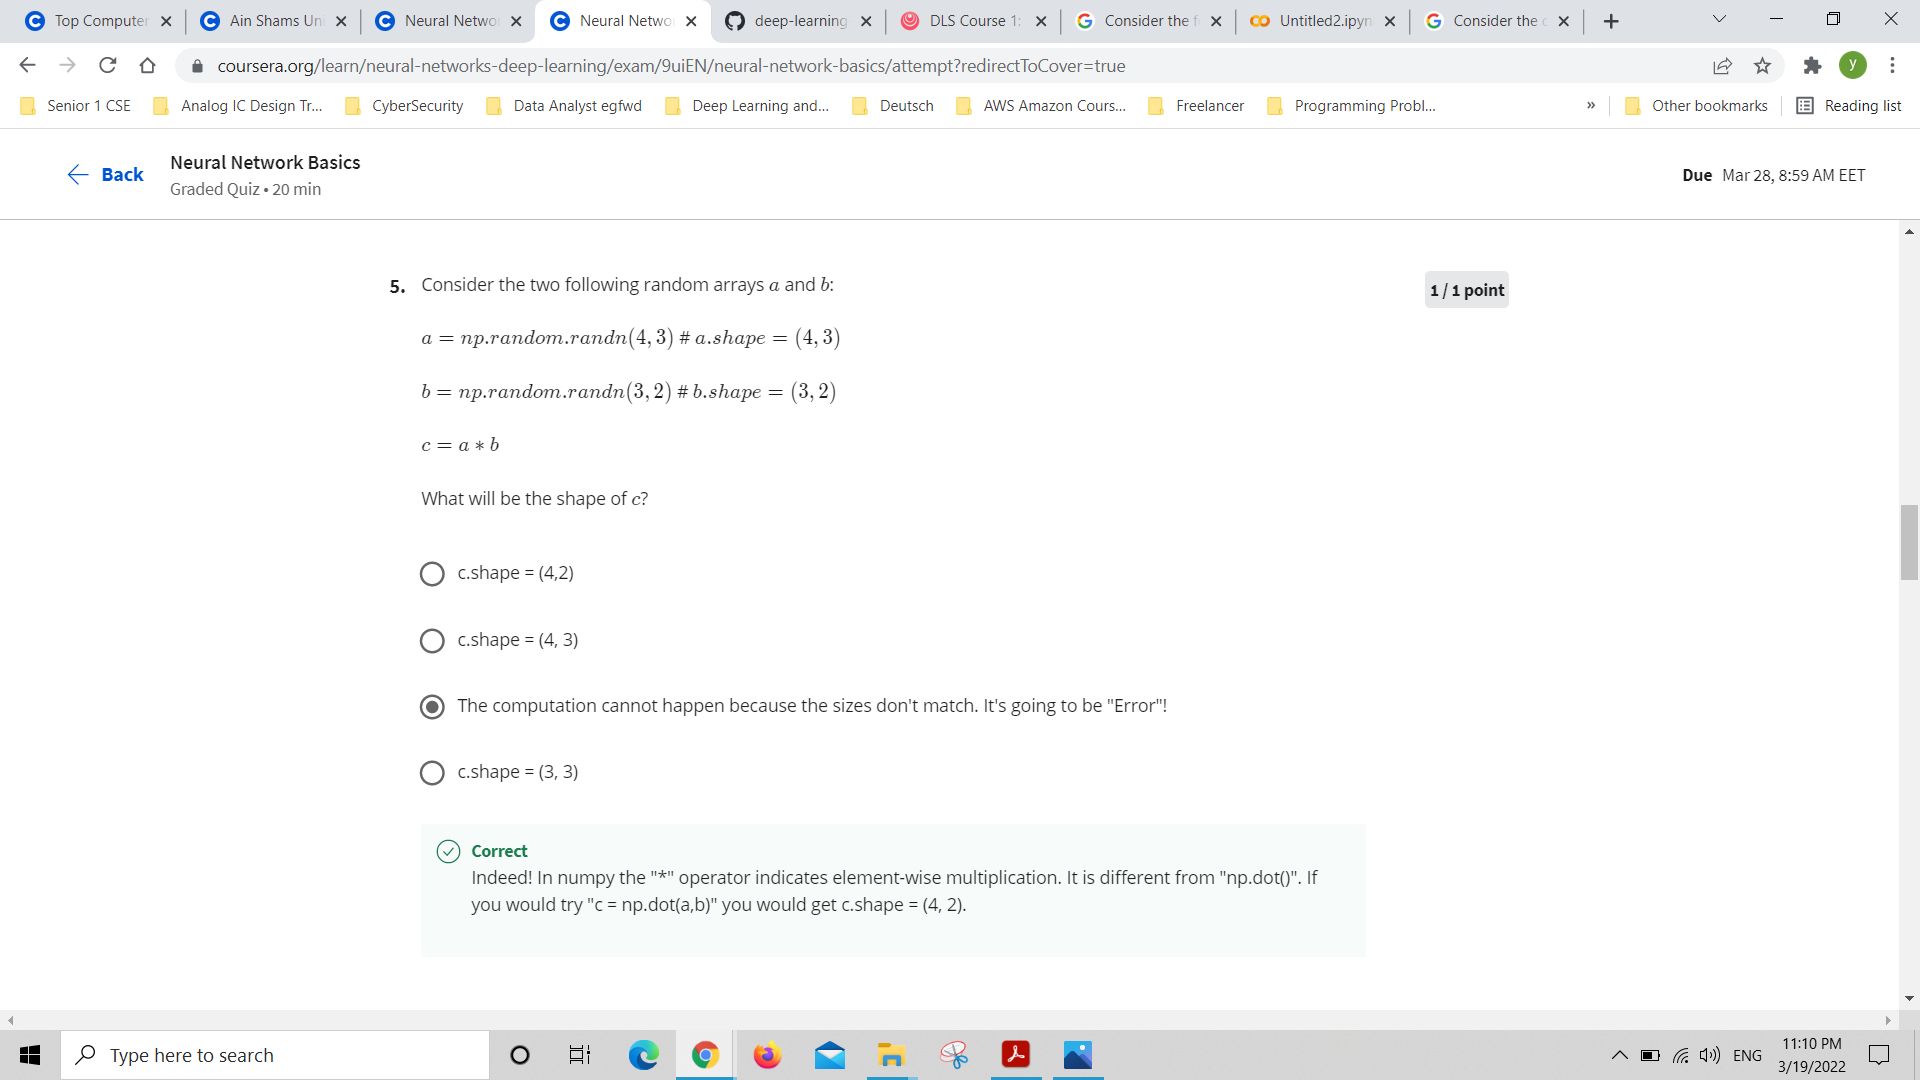 Top Computer
Ain Shams Uni
Neural Networ
Neural Networ
deep-learning
DLS Course 1:
Consider the f
Untitled2.ipyn
Consider the c
coursera.org/learn/neural-networks-deep-learning/exam/9uiEN/neural-network-basics/attempt?redirectToCover=true
y
Senior 1 CSE
Analog IC Design Tr...
CyberSecurity
Data Analyst egfwd
Deep Learning and...
Deutsch
AWS Amazon Cours...
Freelancer
Programming Probl...
»
Other bookmarks
Reading list
Back
Neural Network Basics
Graded Quiz • 20 min
Due Mar 28, 8:59 AM EET
5. Consider the two following random arrays a and b:
1 / 1 point
a = np.random.randn(4, 3) # a.shape = (4, 3)
b = np.random.randn(3, 2) # b.shape = (3, 2)
c = a * b
What will be the shape of c?
c.shape = (4,2)
c.shape = (4, 3)
The computation cannot happen because the sizes don't match. It's going to be "Error"!
c.shape = (3, 3)
Correct
Indeed! In numpy the "*" operator indicates element-wise multiplication. It is different from "np.dot()". If
you would try "c = np.dot(a,b)" you would get c.shape = (4, 2).
Type here to search
ENG
11:10 PM
3/19/2022